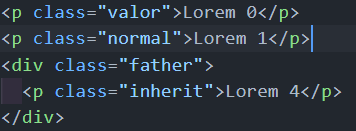 <p class="valor">Lorem 0</p>
<p class="normal">Lorem 1</p>
<div class="father">
  <p class="inherit">Lorem 4</p>
</div>